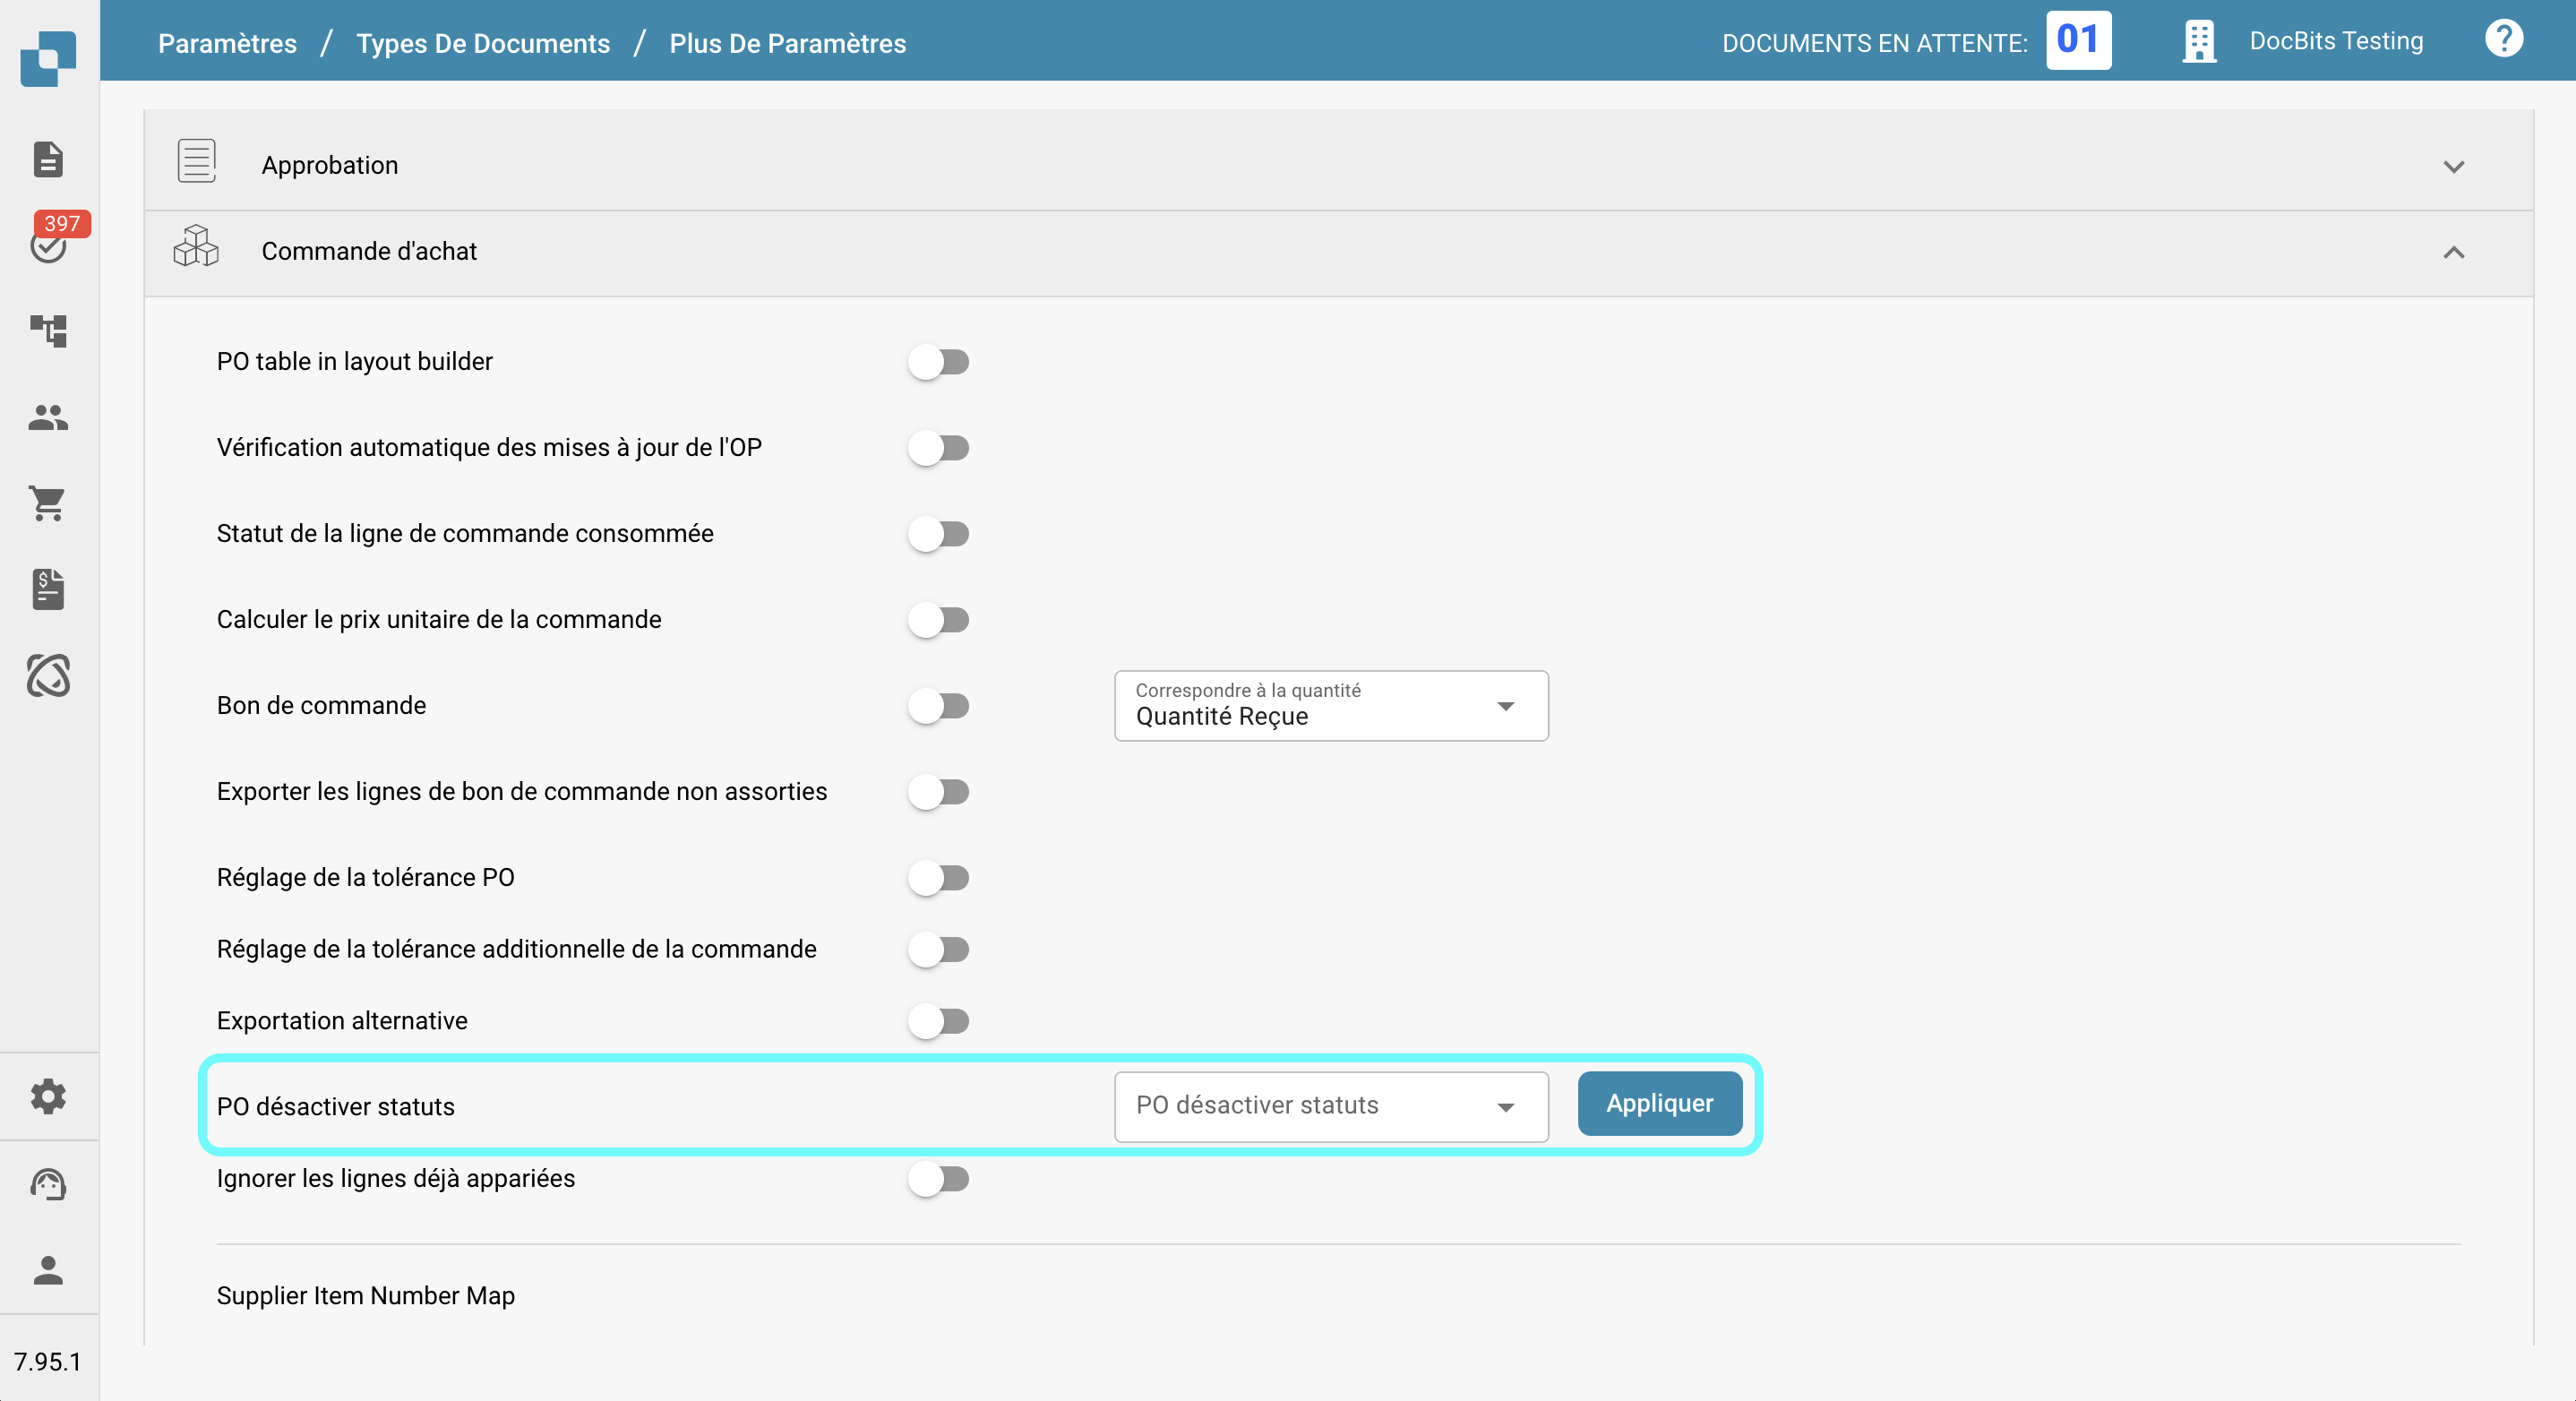 Paramètres / Types De Documents / Plus De Paramètres
DOCUMENTS EN ATTENTE: 01
DocBits Testing
?
397
Approbation
Commande d'achat
PO table in layout builder
Vérification automatique des mises à jour de l'OP
Statut de la ligne de commande consommée
Calculer le prix unitaire de la commande
Bon de commande
Correspondre à la quantité
Quantité Reçue
Exporter les lignes de bon de commande non assorties
Réglage de la tolérance PO
Réglage de la tolérance additionnelle de la commande
Exportation alternative
PO désactiver statuts
PO désactiver statuts
Appliquer
Ignorer les lignes déjà appariées
Supplier Item Number Map
7.95.1